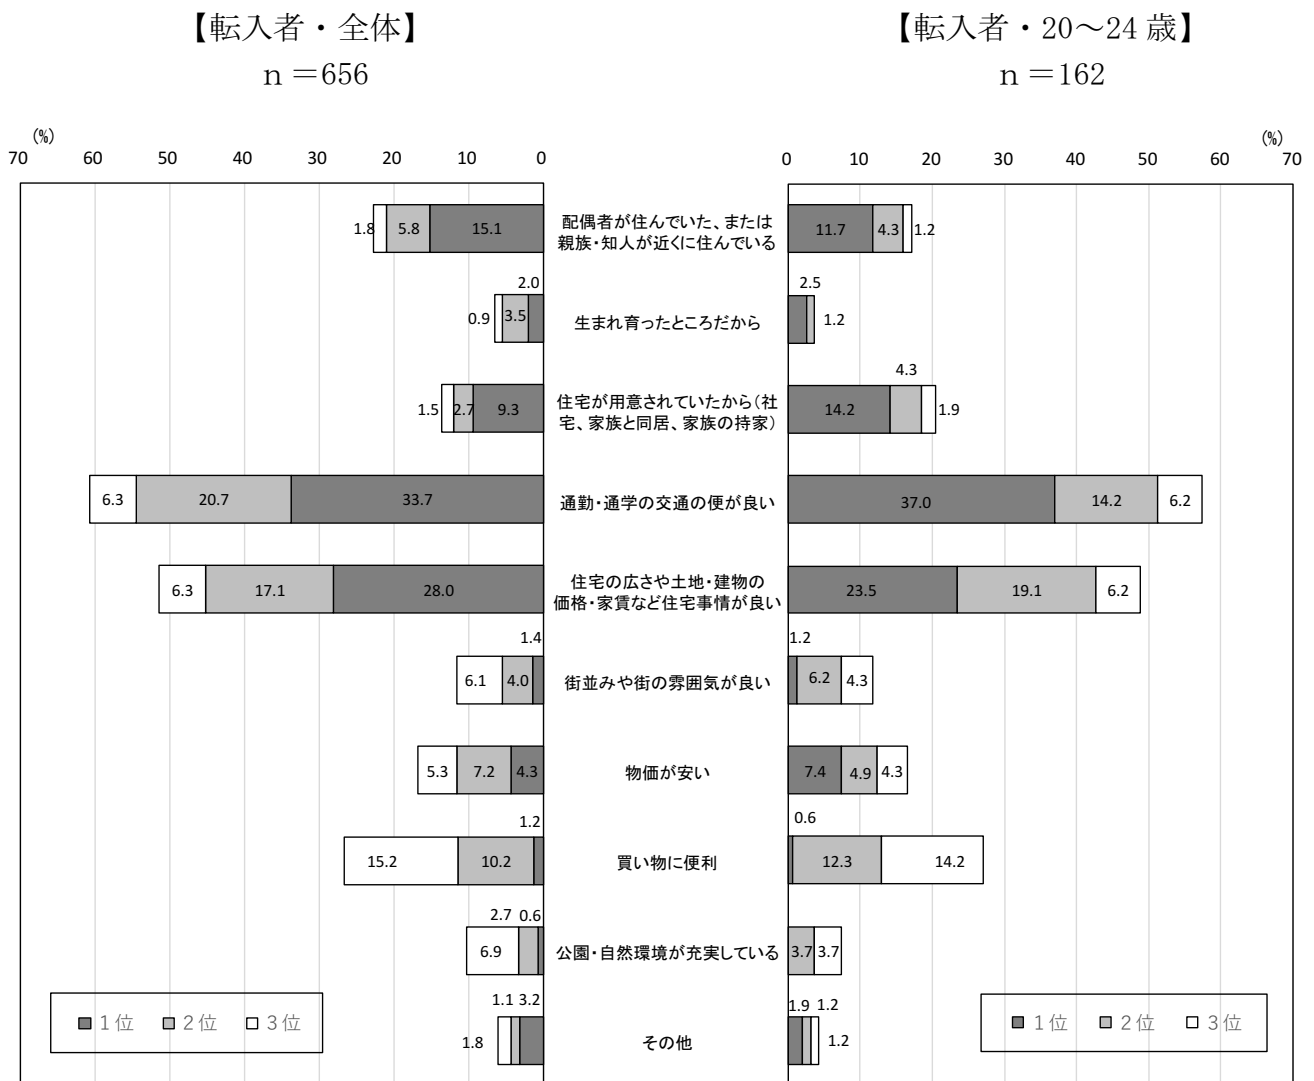 【転入者・全体】
n＝656
【転入者・20～24歳】
n＝162
(%)
70 60 50 40 30 20 10 0
(%)
0 10 20 30 40 50 60 70
1.8 5.8 15.1
配偶者が住んでいた、または
親族・知人が近くに住んでいる
11.7 4.3 1.2
2.0
0.9 3.5
生まれ育ったところだから
2.5
1.2
1.5 2.7 9.3
住宅が用意されていたから（社
宅、家族と同居、家族の持家）
4.3
14.2 1.9
6.3 20.7 33.7
通勤・通学の交通の便が良い
37.0 14.2 6.2
6.3 17.1 28.0
住宅の広さや土地・建物の
価格・家賃など住宅事情が良い
23.5 19.1 6.2
1.4
6.1 4.0
街並みや街の雰囲気が良い
1.2
6.2 4.3
5.3 7.2 4.3
物価が安い
7.4 4.9 4.3
1.2
15.2 10.2
買い物に便利
0.6
12.3 14.2
2.7 0.6
6.9
公園・自然環境が充実している
3.7 3.7
1.1 3.2
1.8
その他
1.9 1.2
1.2
1位 2位 3位
1位 2位 3位